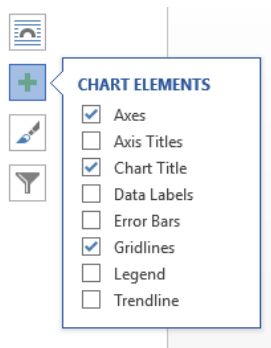 CHART ELEMENTS
Axes
Axis Titles
Chart Title
Data Labels
Error Bars
Gridlines
Legend
Trendline